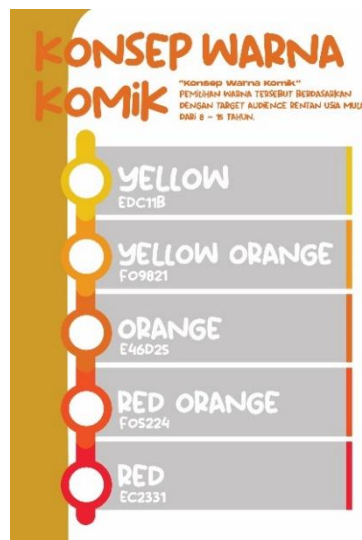 KONSEP WARNA
KOMIK
"Konsep Warna Komik"
PEMILIHAN WARNA TERSEBUT BERDASARKAN
DENGAN TARGET AUDIENCE RENTAN USIA MULAI
DARI 8 - 15 TAHUN.
YELLOW
EDC11B
YELLOW ORANGE
F09821
ORANGE
E46D25
RED ORANGE
F05224
RED
EC2331